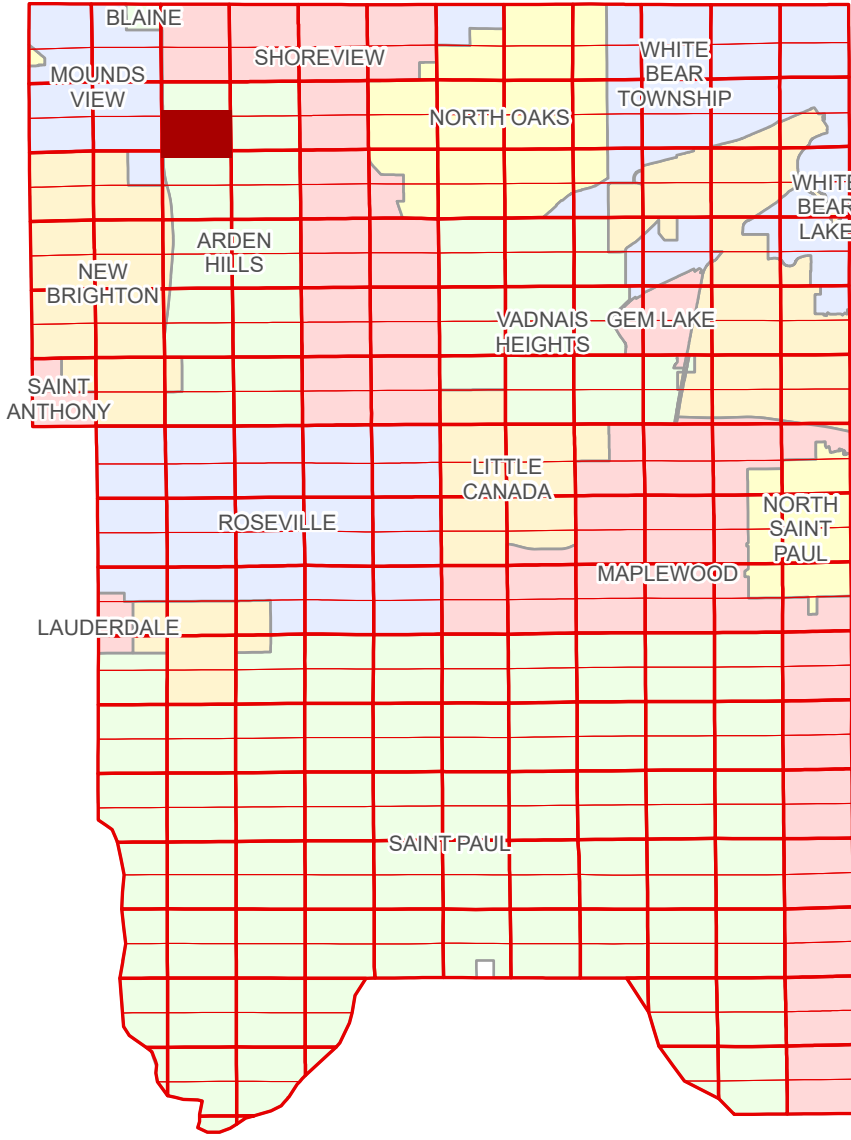 BLAINE
SHOREVIEW
WHITE
BEAR
TOWNSHIP
MOUNDS
VIEW
NORTH OAKS
WHITE
BEAR
LAKE
ARDEN
HILLS
NEW
BRIGHTON
VADNAIS
HEIGHTS
GEM LAKE
SAINT
ANTHONY
LITTLE
CANADA
ROSEVILLE
NORTH
SAINT
PAUL
MAPLEWOOD
LAUDERDALE
SAINT PAUL